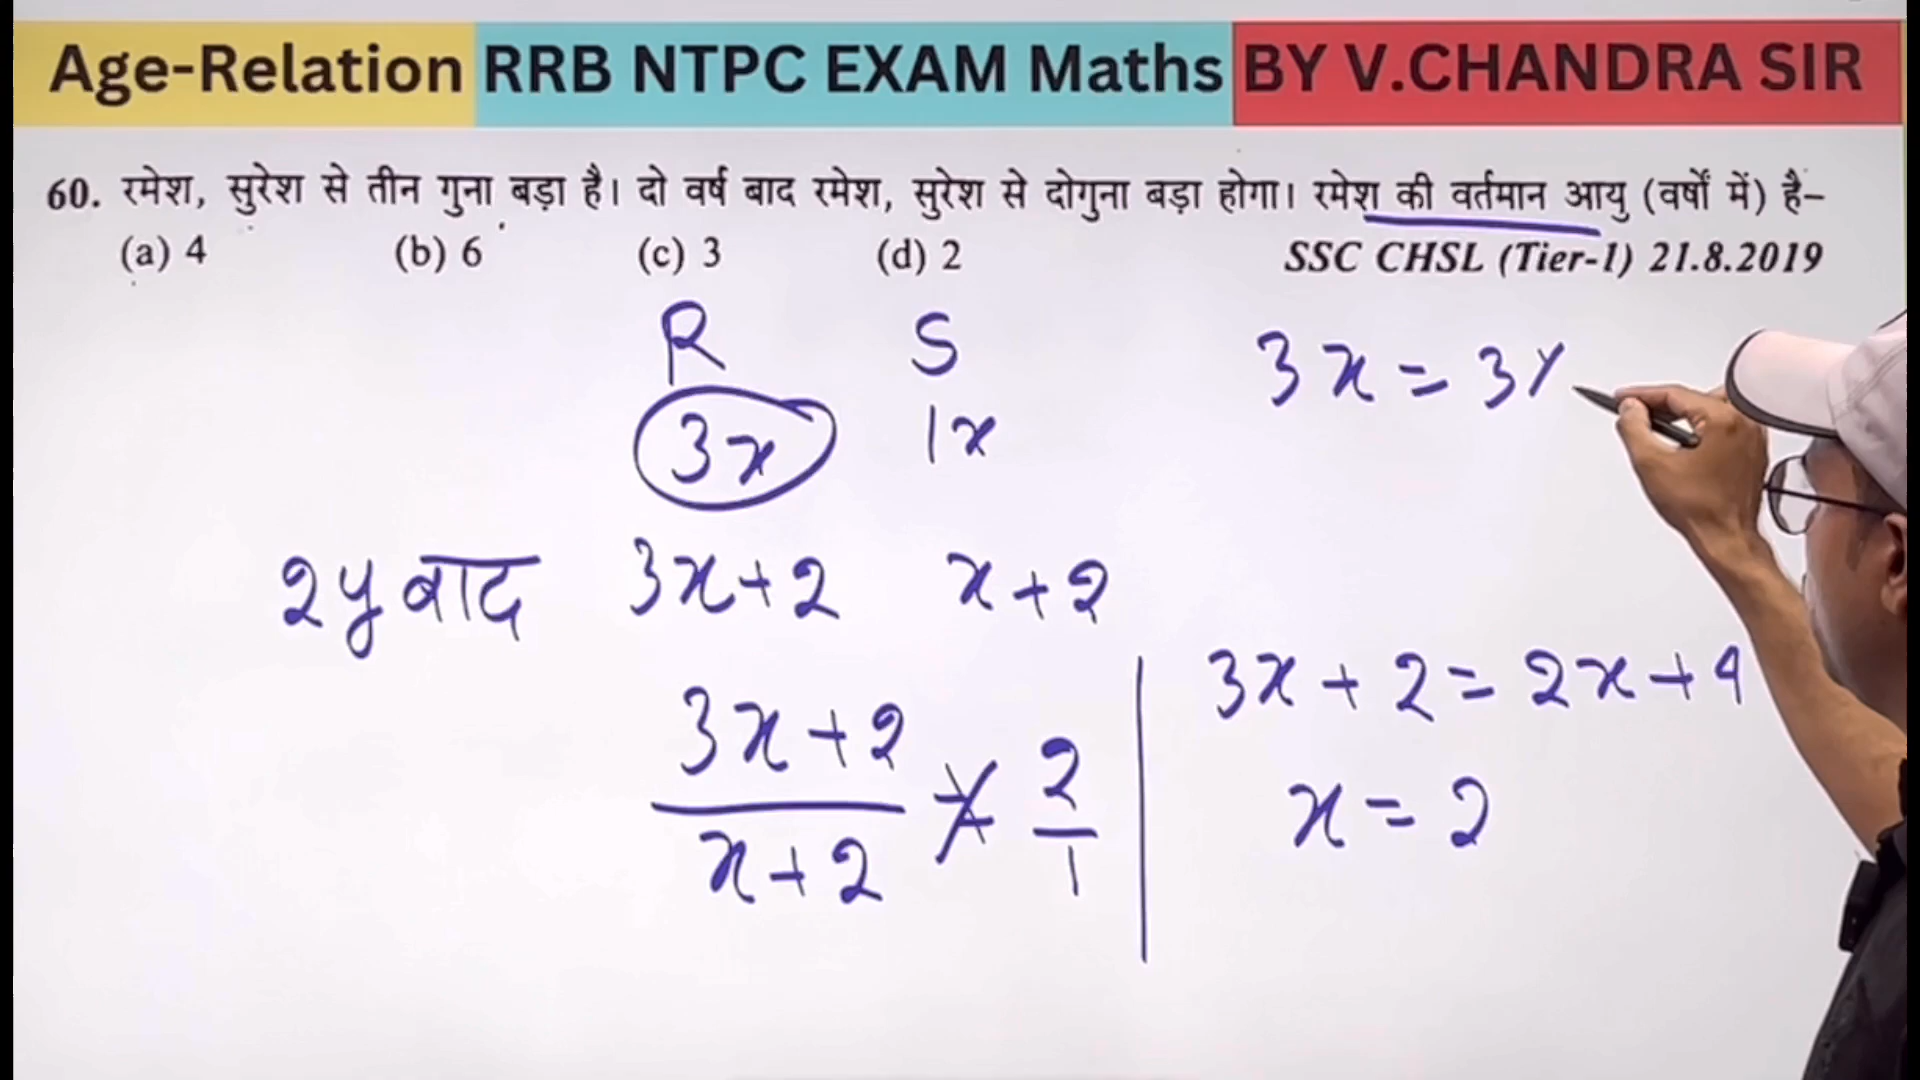 Age-Relation RRB NTPC EXAM Maths BY V.CHANDRA SIR
60. रमेश, सुरेश से तीन गुना बड़ा है। दो वर्ष बाद रमेश, सुरेश से दोगुना बड़ा होगा। रमेश की वर्तमान आयु (वर्षों में) है–
(a) 4 (b) 6 (c) 3 (d) 2 SSC CHSL (Tier-1) 21.8.2019
R S
3x 1x
3x = 3×
2y बाद 3x+2 x+2
3x+2 / x+2 = 2/1
3x + 2 = 2x + 4
x = 2